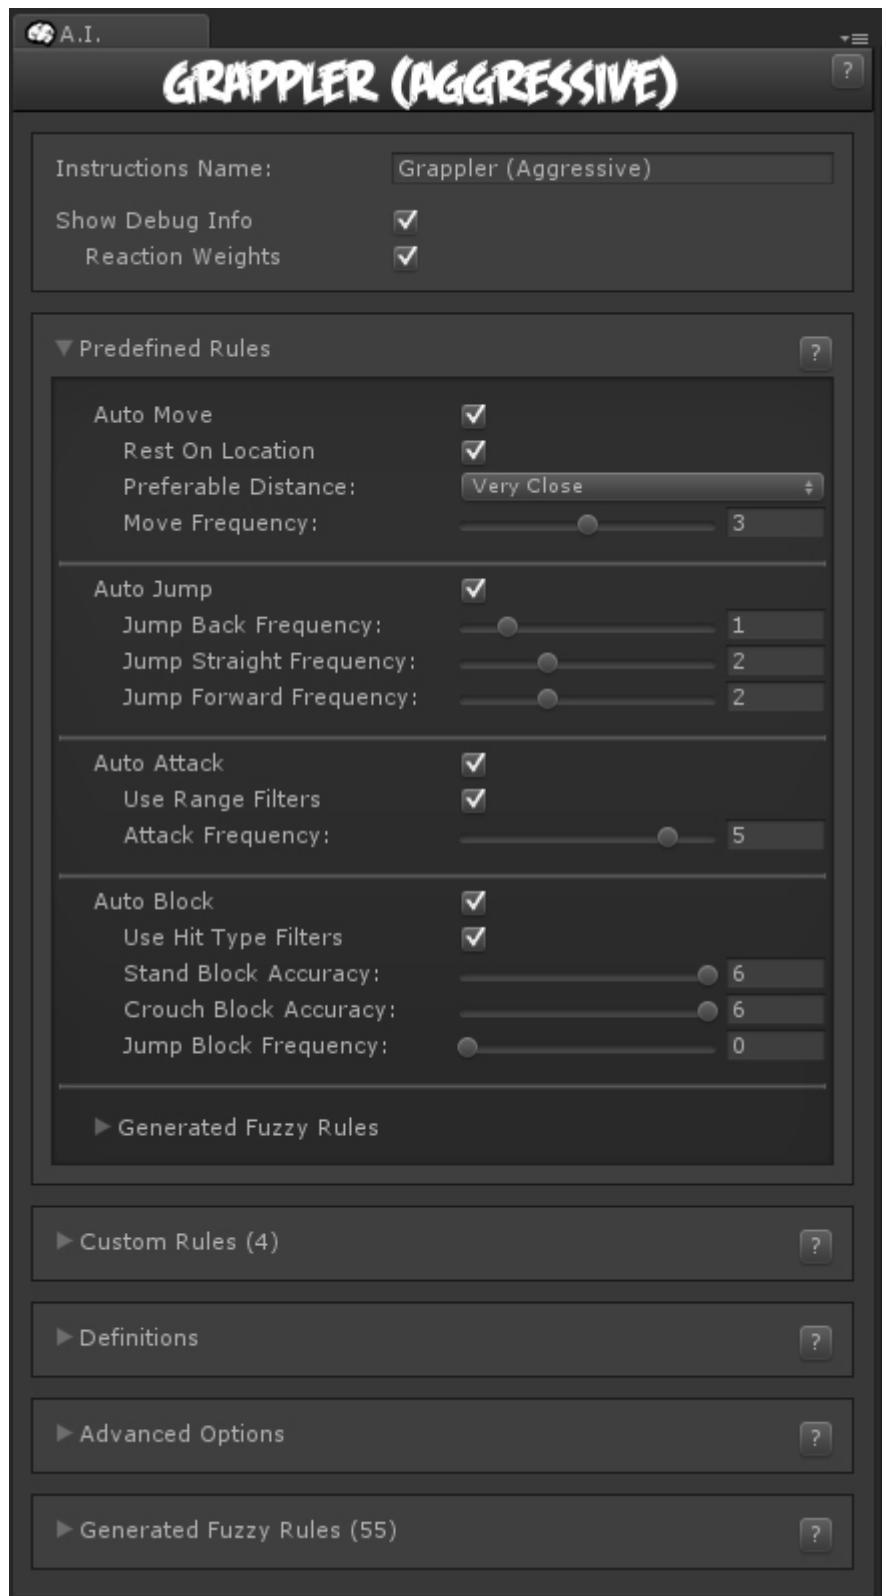 A.I.
GRAPPLER (AGGRESSIVE)
?
Instructions Name: Grappler (Aggressive)
Show Debug Info
Reaction Weights
Predefined Rules ?
Auto Move
Rest On Location
Preferable Distance: Very Close
Move Frequency: 3
Auto Jump
Jump Back Frequency: 1
Jump Straight Frequency: 2
Jump Forward Frequency: 2
Auto Attack
Use Range Filters
Attack Frequency: 5
Auto Block
Use Hit Type Filters
Stand Block Accuracy: 6
Crouch Block Accuracy: 6
Jump Block Frequency: 0
Generated Fuzzy Rules
Custom Rules (4) ?
Definitions ?
Advanced Options ?
Generated Fuzzy Rules (55) ?